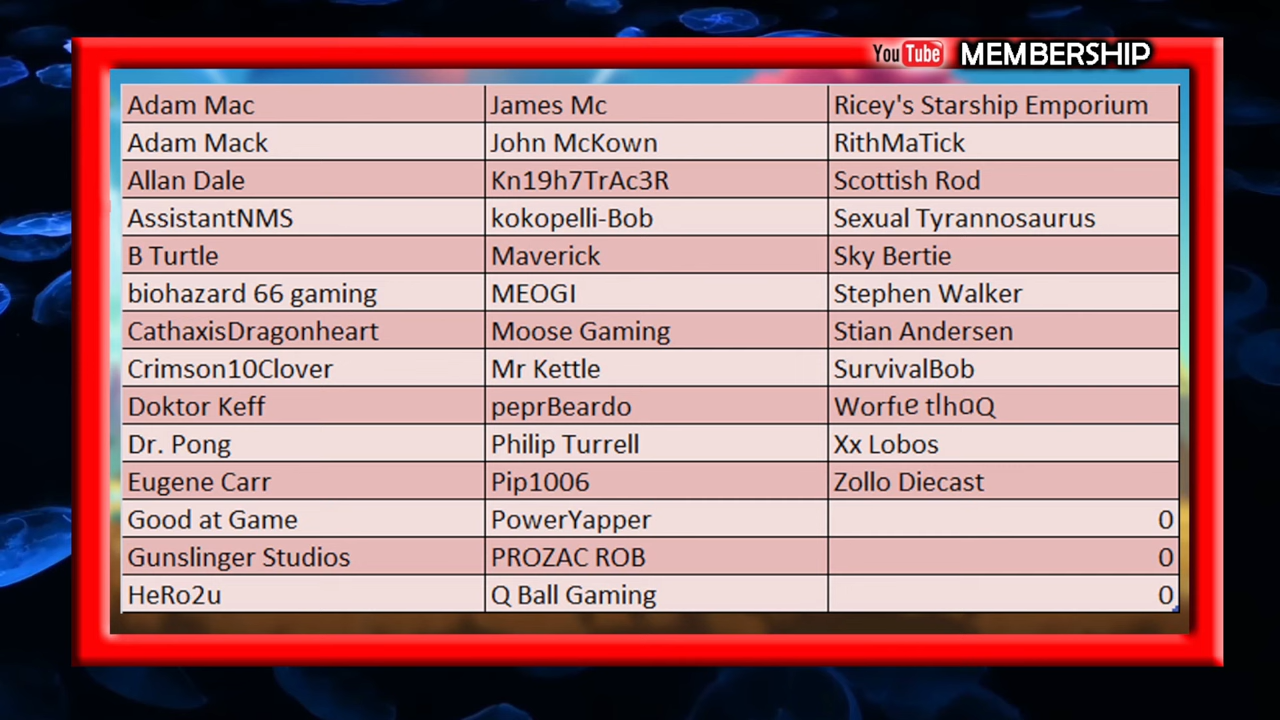 You Tube MEMBERSHIP
Adam Mac James Mc Ricey's Starship Emporium
Adam Mack John McKown RithMaTick
Allan Dale Kn19h7TrAc3R Scottish Rod
AssistantNMS kokopelli-Bob Sexual Tyrannosaurus
B Turtle Maverick Sky Bertie
biohazard 66 gaming MEOGI Stephen Walker
CathaxisDragonheart Moose Gaming Stian Andersen
Crimson10Clover Mr Kettle SurvivalBob
Doktor Keff peprBeardo
Dr. Pong Philip Turrell Xx Lobos
Eugene Carr Pip1006 Zollo Diecast
Good at Game PowerYapper 0
Gunslinger Studios PROZAC ROB 0
HeRo2u Q Ball Gaming 0